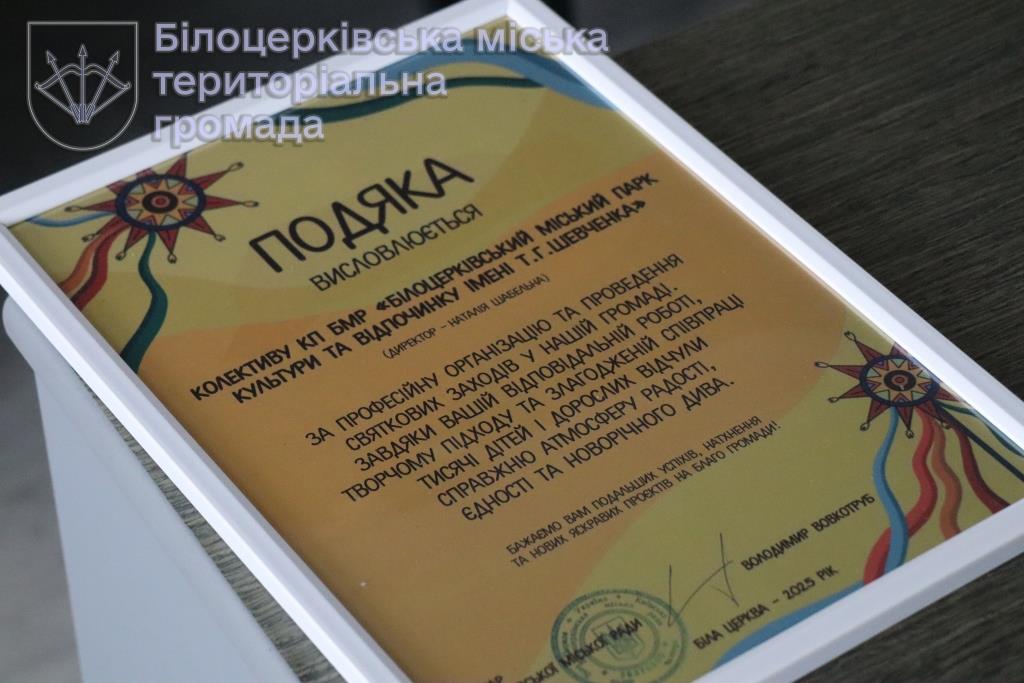 Білоцерківська міська
територіальна
громада
ПОДЯКА
ВИСЛОВЛЮЄТЬСЯ
КОЛЕКТИВУ КП БМР «БІЛОЦЕРКІВСЬКИЙ МІСЬКИЙ ПАРК
КУЛЬТУРИ ТА ВІДПОЧИНКУ ІМЕНІ Т.Г.ШЕВЧЕНКА»
(ДИРЕКТОР – НАТАЛІЯ ШАБЕЛЬНА)
ЗА ПРОФЕСІЙНУ ОРГАНІЗАЦІЮ ТА ПРОВЕДЕННЯ
СВЯТКОВИХ ЗАХОДІВ У НАШІЙ ГРОМАДІ.
ЗАВДЯКИ ВАШІЙ ВІДПОВІДАЛЬНІЙ РОБОТІ,
ТВОРЧОМУ ПІДХОДУ ТА ЗЛАГОДЖЕНІЙ СПІВПРАЦІ
ТИСЯЧІ ДІТЕЙ І ДОРОСЛИХ ВІДЧУЛИ
СПРАВЖНЮ АТМОСФЕРУ РАДОСТІ,
ЄДНОСТІ ТА НОВОРІЧНОГО ДИВА.
БАЖАЄМО ВАМ ПОДАЛЬШИХ УСПІХІВ, НАТХНЕННЯ
ТА НОВИХ ЯСКРАВИХ ПРОЄКТІВ НА БЛАГО ГРОМАДИ!
ВОЛОДИМИР ВОВКОТРУБ
МІСЬКОЇ РАДИ
БІЛА ЦЕРКВА – 2025 РІК